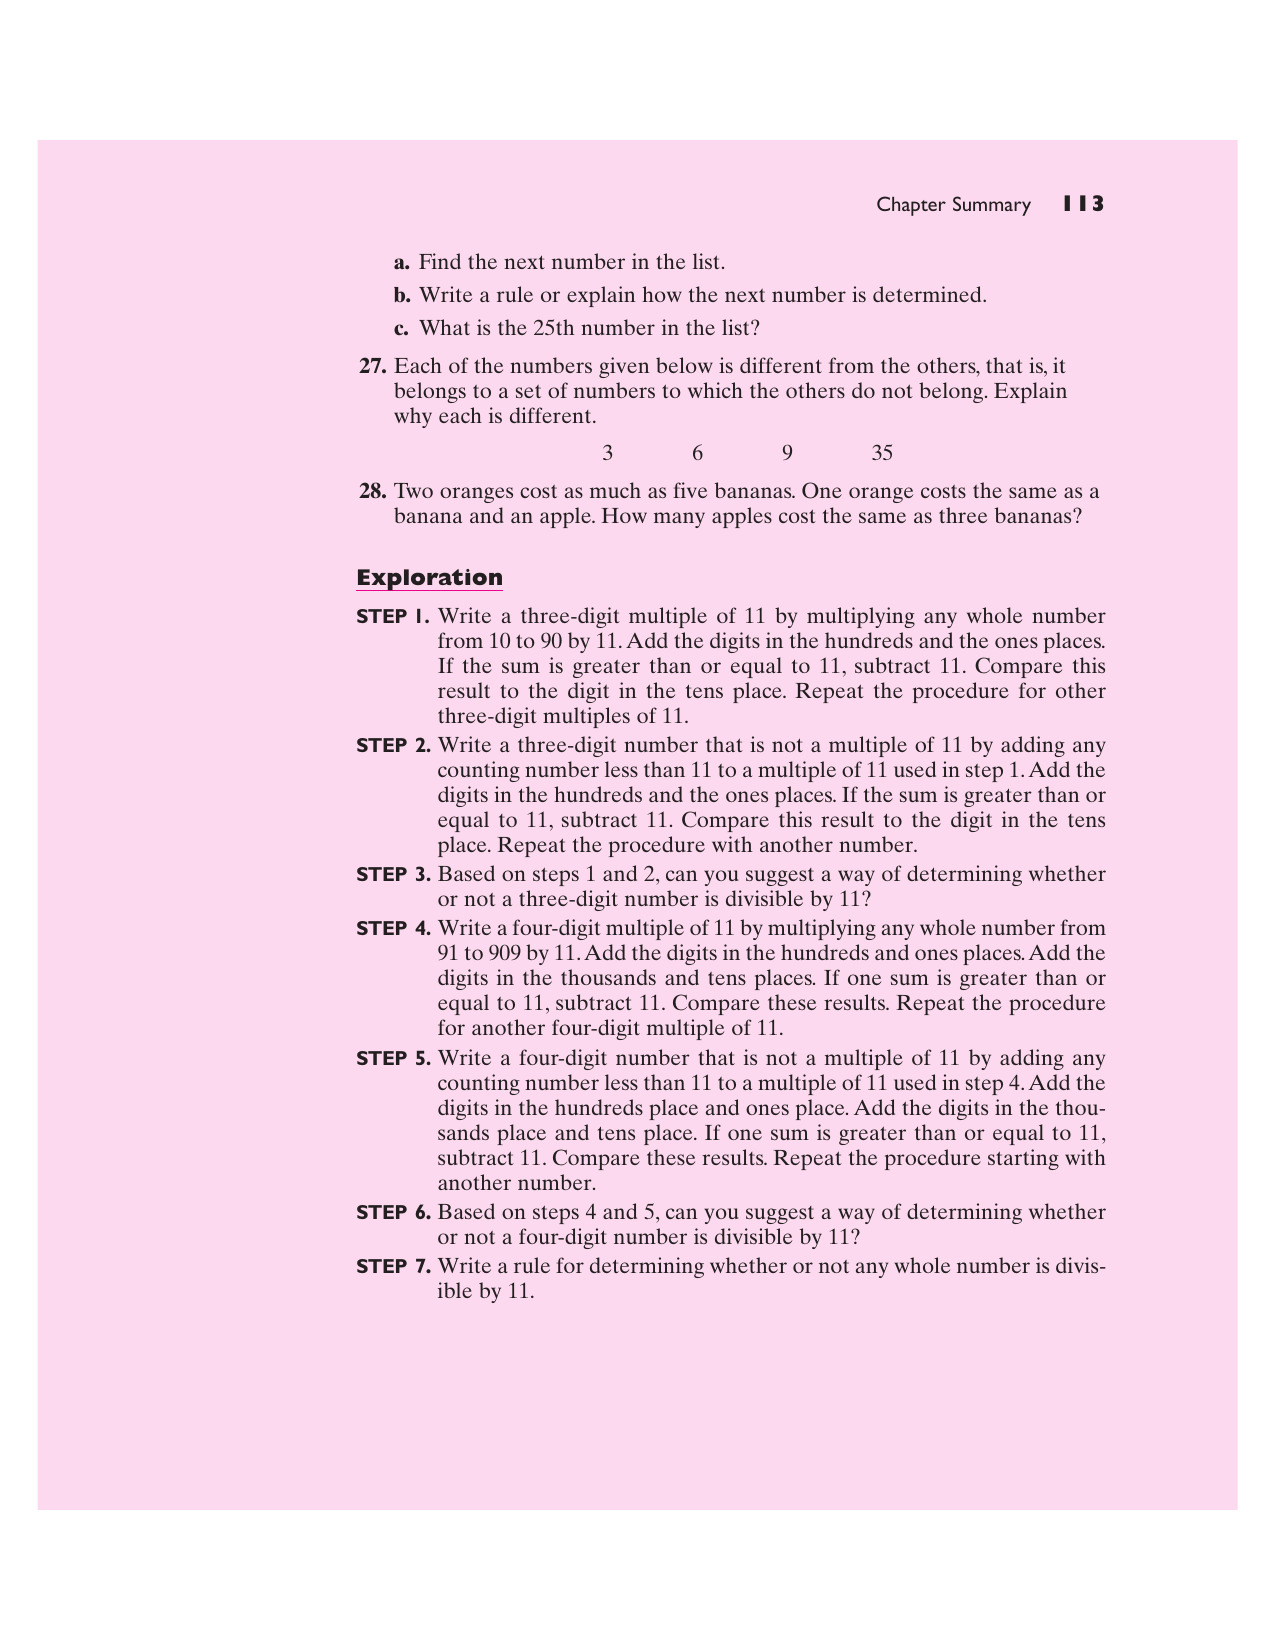 Chapter Summary 113
a. Find the next number in the list.
b. Write a rule or explain how the next number is determined.
c. What is the 25th number in the list?
27. Each of the numbers given below is different from the others, that is, it
belongs to a set of numbers to which the others do not belong. Explain
why each is different.
3 6 9 35
28. Two oranges cost as much as five bananas. One orange costs the same as a
banana and an apple. How many apples cost the same as three bananas?
Exploration
STEP 1. Write a three-digit multiple of 11 by multiplying any whole number
from 10 to 90 by 11. Add the digits in the hundreds and the ones places.
If the sum is greater than or equal to 11, subtract 11. Compare this
result to the digit in the tens place. Repeat the procedure for other
three-digit multiples of 11.
STEP 2. Write a three-digit number that is not a multiple of 11 by adding any
counting number less than 11 to a multiple of 11 used in step 1. Add the
digits in the hundreds and the ones places. If the sum is greater than or
equal to 11, subtract 11. Compare this result to the digit in the tens
place. Repeat the procedure with another number.
STEP 3. Based on steps 1 and 2, can you suggest a way of determining whether
or not a three-digit number is divisible by 11?
STEP 4. Write a four-digit multiple of 11 by multiplying any whole number from
91 to 909 by 11. Add the digits in the hundreds and ones places. Add the
digits in the thousands and tens places. If one sum is greater than or
equal to 11, subtract 11. Compare these results. Repeat the procedure
for another four-digit multiple of 11.
STEP 5. Write a four-digit number that is not a multiple of 11 by adding any
counting number less than 11 to a multiple of 11 used in step 4. Add the
digits in the hundreds place and ones place. Add the digits in the thou-
sands place and tens place. If one sum is greater than or equal to 11,
subtract 11. Compare these results. Repeat the procedure starting with
another number.
STEP 6. Based on steps 4 and 5, can you suggest a way of determining whether
or not a four-digit number is divisible by 11?
STEP 7. Write a rule for determining whether or not any whole number is divis-
ible by 11.